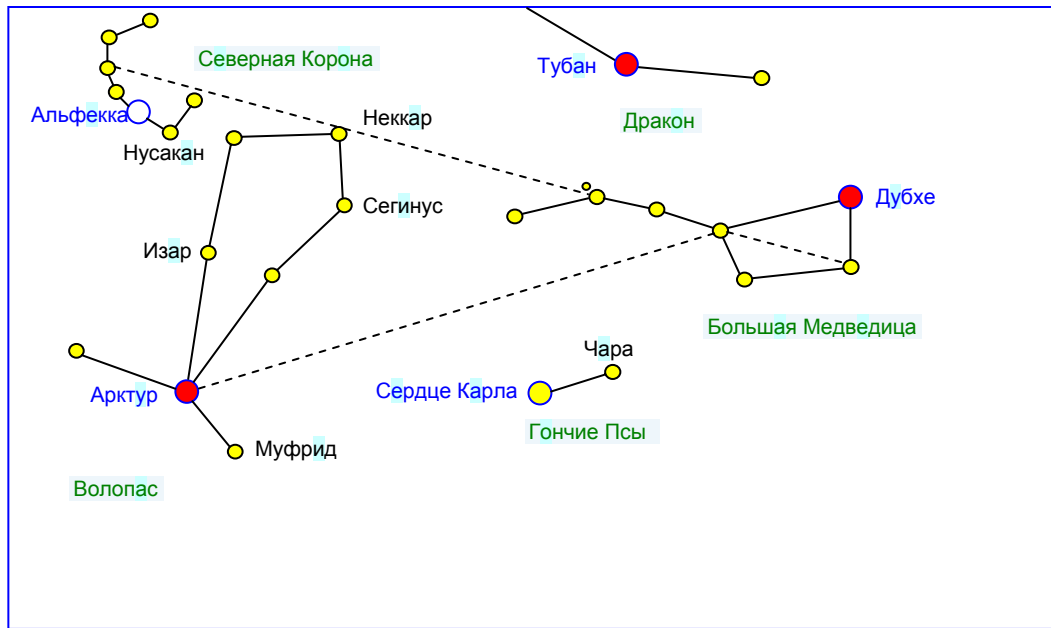 Северная Корона
Тубан
Альфекка
Неккар
Дракон
Нусакан
Дубхе
Сегинус
Изар
Большая Медведица
Чара
Арктур
Сердце Карла
Гончие Псы
Муфрид
Волопас